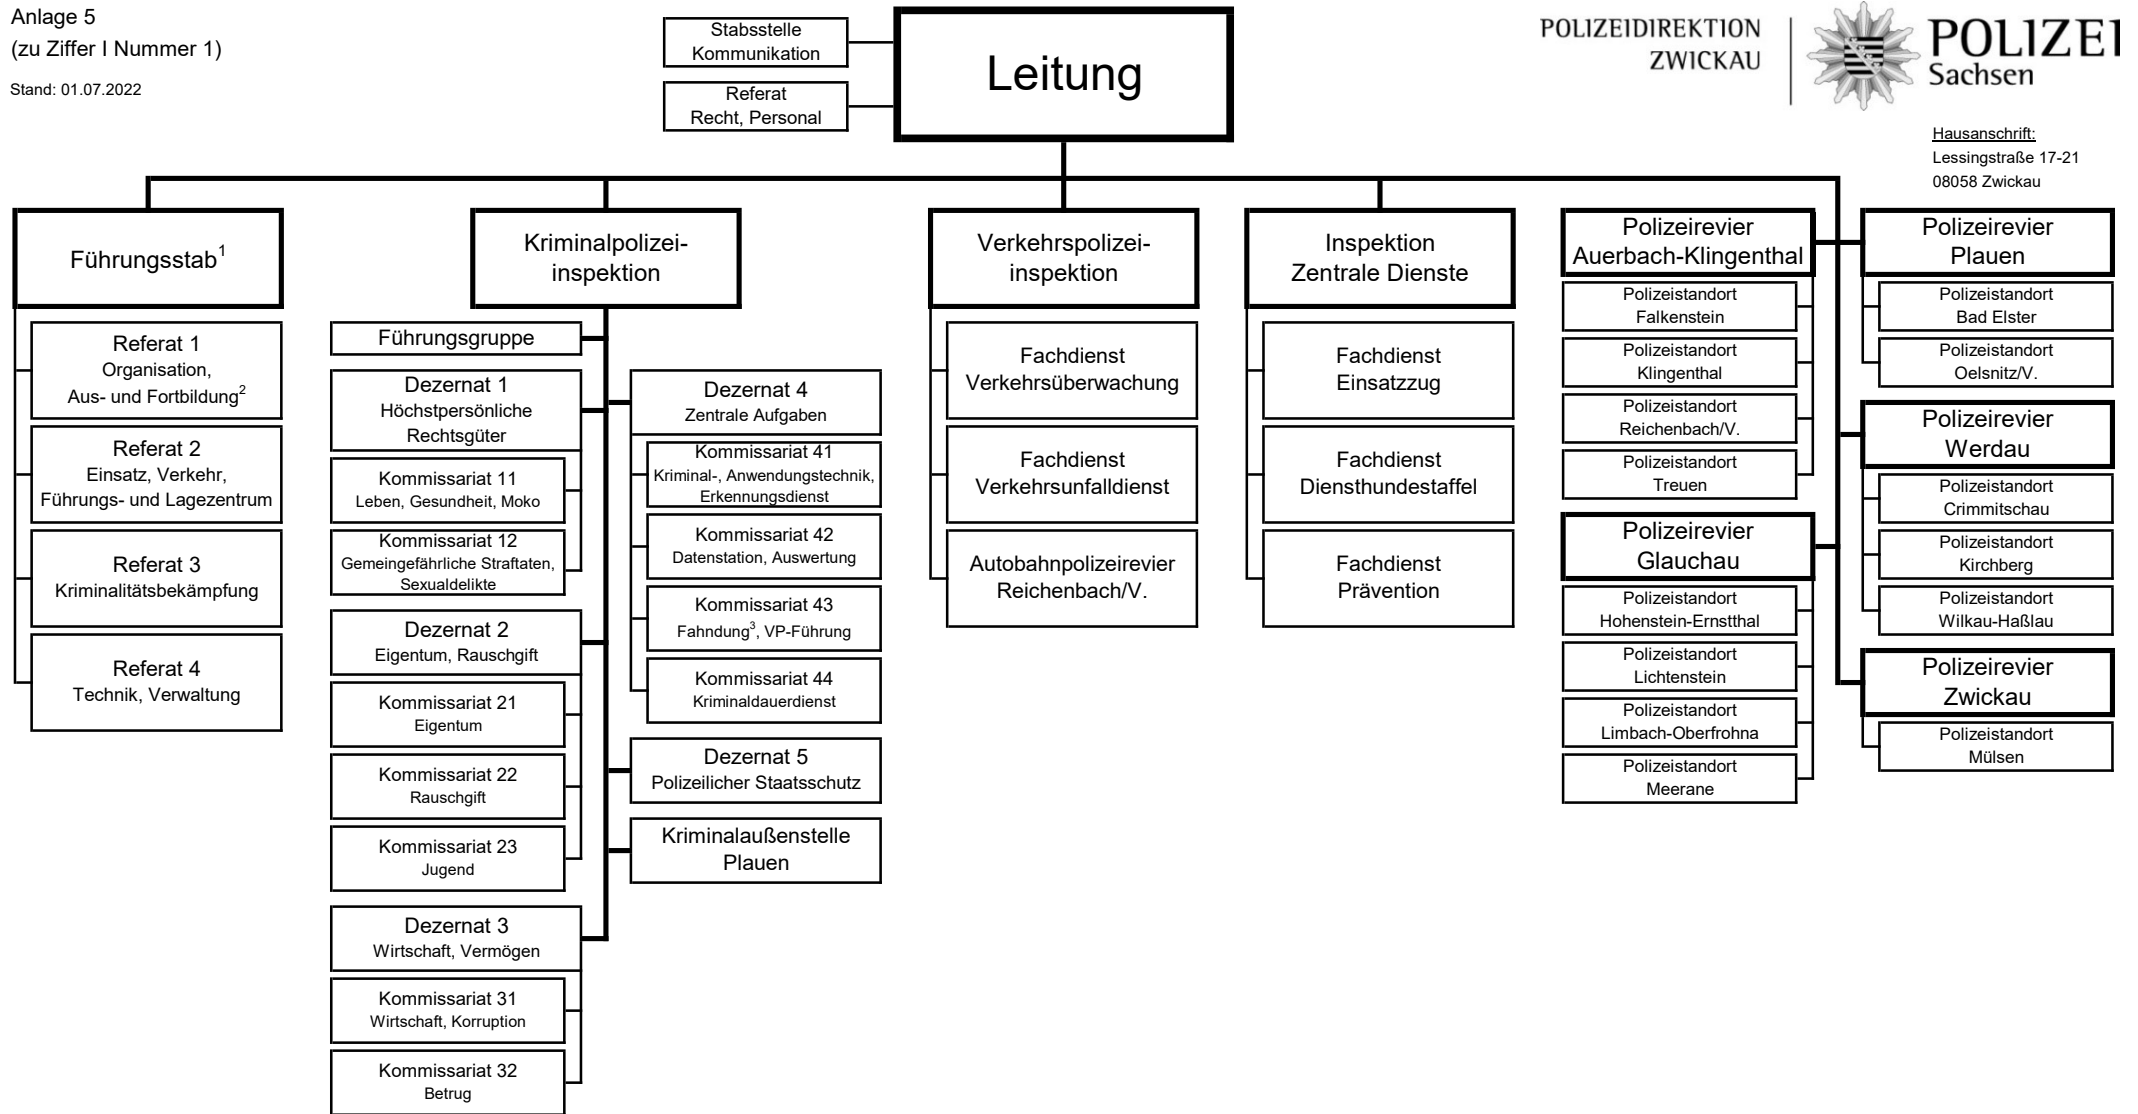 Anlage 5
(zu Ziffer I Nummer 1)
Stand: 01.07.2022
Stabsstelle
Kommunikation
Referat
Recht, Personal
Leitung
POLIZEIDIREKTION
ZWICKAU
POLIZEI
Sachsen
Hausanschrift:
Lessingstraße 17-21
08058 Zwickau
Führungsstab1
Referat 1
Organisation,
Aus- und Fortbildung2
Referat 2
Einsatz, Verkehr,
Führungs- und Lagezentrum
Referat 3
Kriminalitätsbekämpfung
Referat 4
Technik, Verwaltung
Kriminalpolizei-
inspektion
Führungsgruppe
Dezernat 1
Höchstpersönliche
Rechtsgüter
Kommissariat 11
Leben, Gesundheit, Moko
Kommissariat 12
Gemeingefährliche Straftaten,
Sexualdelikte
Dezernat 2
Eigentum, Rauschgift
Kommissariat 21
Eigentum
Kommissariat 22
Rauschgift
Kommissariat 23
Jugend
Dezernat 3
Wirtschaft, Vermögen
Kommissariat 31
Wirtschaft, Korruption
Kommissariat 32
Betrug
Dezernat 4
Zentrale Aufgaben
Kommissariat 41
Kriminal-, Anwendungstechnik,
Erkennungsdienst
Kommissariat 42
Datenstation, Auswertung
Kommissariat 43
Fahndung3, VP-Führung
Kommissariat 44
Kriminaldauerdienst
Dezernat 5
Polizeilicher Staatsschutz
Kriminalaußenstelle
Plauen
Verkehrspolizei-
inspektion
Fachdienst
Verkehrsüberwachung
Fachdienst
Verkehrsunfalldienst
Autobahnpolizeirevier
Reichenbach/V.
Inspektion
Zentrale Dienste
Fachdienst
Einsatzzug
Fachdienst
Diensthundestaffel
Fachdienst
Prävention
Polizeirevier
Auerbach-Klingenthal
Polizeistandort
Falkenstein
Polizeistandort
Klingenthal
Polizeistandort
Reichenbach/V.
Polizeistandort
Treuen
Polizeirevier
Glauchau
Polizeistandort
Hohenstein-Ernstthal
Polizeistandort
Lichtenstein
Polizeistandort
Limbach-Oberfrohna
Polizeistandort
Meerane
Polizeirevier
Plauen
Polizeistandort
Bad Elster
Polizeistandort
Oelsnitz/V.
Polizeirevier
Werdau
Polizeistandort
Crimmitschau
Polizeistandort
Kirchberg
Polizeistandort
Wilkau-Haßlau
Polizeirevier
Zwickau
Polizeistandort
Mülsen